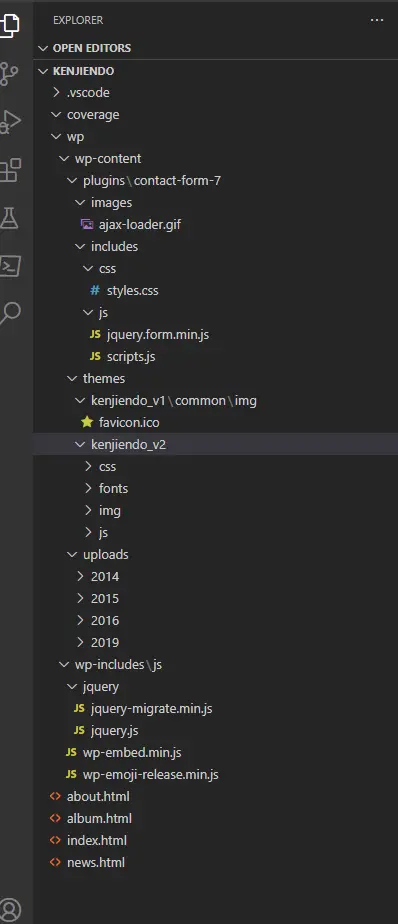 EXPLORER
OPEN EDITORS
KENJIENDO
.vscode
coverage
wp
wp-content
plugins\contact-form-7
images
ajax-loader.gif
includes
css
# styles.css
js
JS jquery.form.min.js
JS scripts.js
themes
kenjiendo_v1\common\img
favicon.ico
kenjiendo_v2
css
fonts
img
js
uploads
2014
2015
2016
2019
wp-includes\js
jquery
JS jquery-migrate.min.js
JS jquery.js
JS wp-embed.min.js
JS wp-emoji-release.min.js
<> about.html
<> album.html
<> index.html
<> news.html